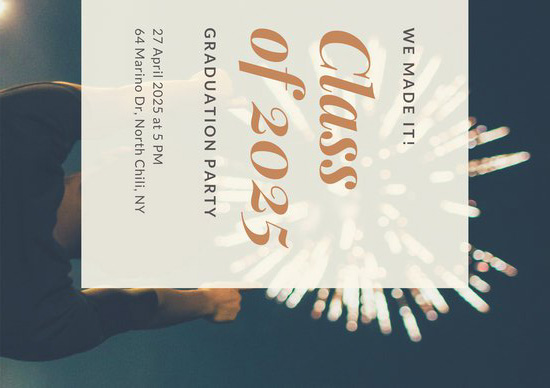 WE MADE IT!
Class
of 2025
GRADUATION PARTY
27 April 2025 at 5 PM
64 Marino Dr, North Chili, NY